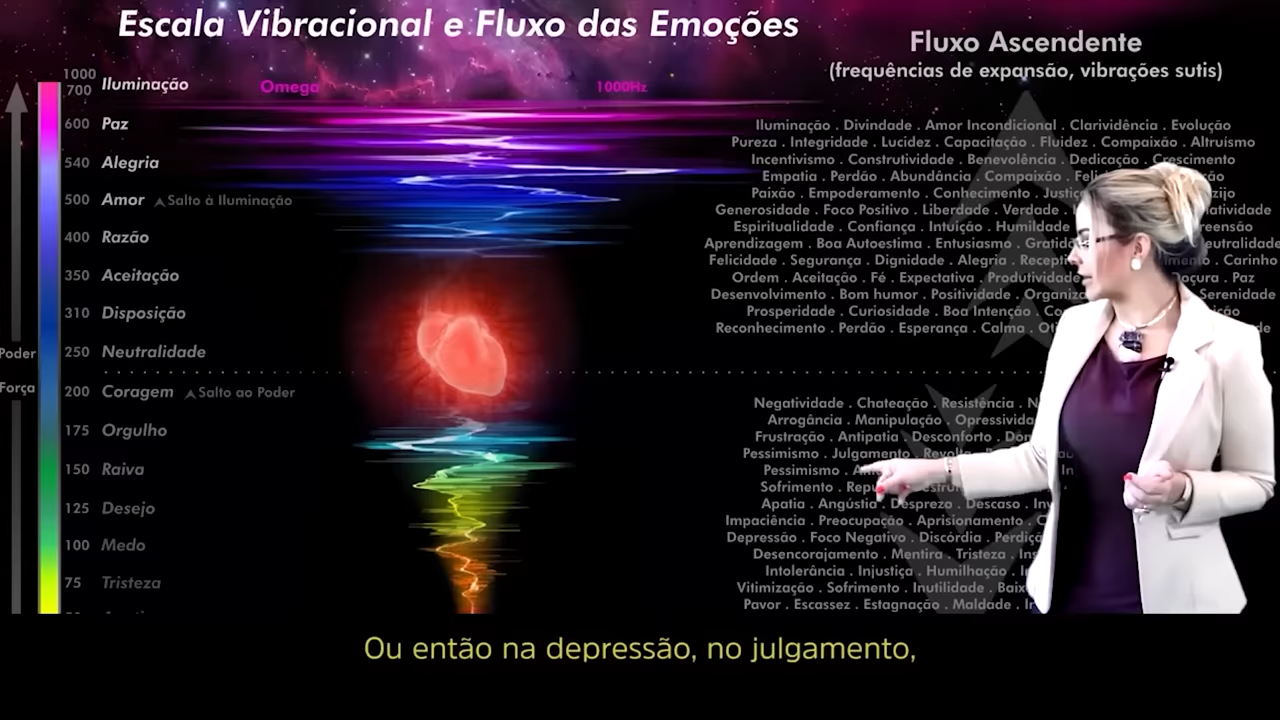 Escala Vibracional e Fluxo das Emoções
Fluxo Ascendente
(frequências de expansão, vibrações sutis)
1000
700 Iluminação
Omega 1000Hz
600 Paz
540 Alegria
500 Amor Salto à Iluminação
400 Razão
350 Aceitação
310 Disposição
250 Neutralidade
Poder
Força
200 Coragem Salto ao Poder
175 Orgulho
150 Raiva
125 Desejo
100 Medo
75 Tristeza
Iluminação . Divindade . Amor Incondicional . Clarividência . Evolução
Pureza . Integridade . Lucidez . Capacitação . Fluidez . Compaixão . Altruismo
Incentivismo . Construtividade . Benevolência . Dedicação . Crescimento
Empatia . Perdão . Abundância . Compaixão .
Paixão . Empoderamento . Conhecimento .
Generosidade . Foco Positivo . Liberdade . Verdade .
Espiritualidade . Confiança . Intuição . Humildade
Aprendizagem . Boa Autoestima . Entusiasmo .
Felicidade . Segurança . Dignidade . Alegria . . Carinho
Ordem . Aceitação . Fé . Expectativa . Produtividade . Paz
Desenvolvimento . Bom humor . Positividade . Serenidade
Prosperidade . Curiosidade . Boa Intenção .
Reconhecimento . Perdão . Esperança . Calma .
Negatividade . Chateação . Resistência .
Arrogância . Manipulação .
Frustração . Antipatia . Desconforto .
Pessimismo . Julgamento .
Pessimismo .
Sofrimento .
Apatia . Angústia . Desprezo . Descaso .
Impaciência . Preocupação . Aprisionamento .
Depressão . Foco Negativo . Discórdia .
Desencorajamento . Mentira . Tristeza .
Intolerância . Injustiça . Humilhação .
Vitimização . Sofrimento . Inutilidade .
Pavor . Escassez . Estagnação . Maldade .
Ou então na depressão, no julgamento,